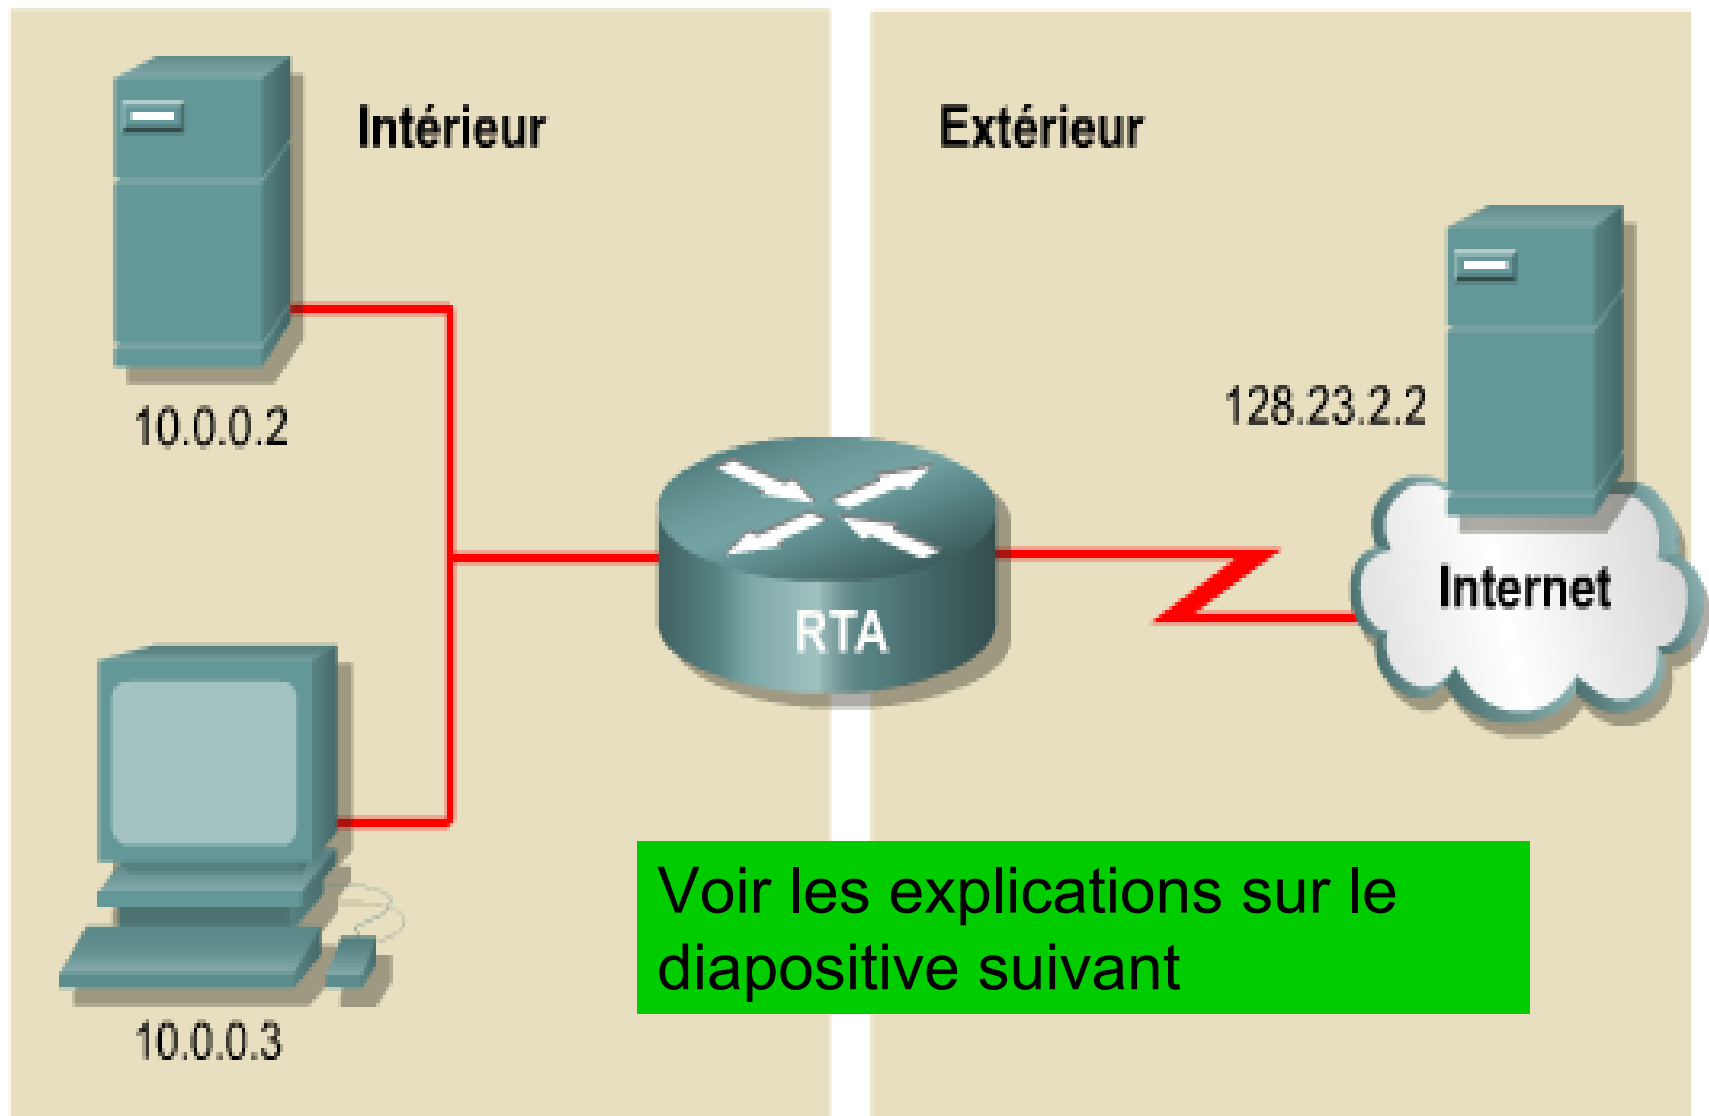 Intérieur
Extérieur
10.0.0.2
128.23.2.2
RTA
Internet
Voir les explications sur le
diapositive suivant
10.0.0.3